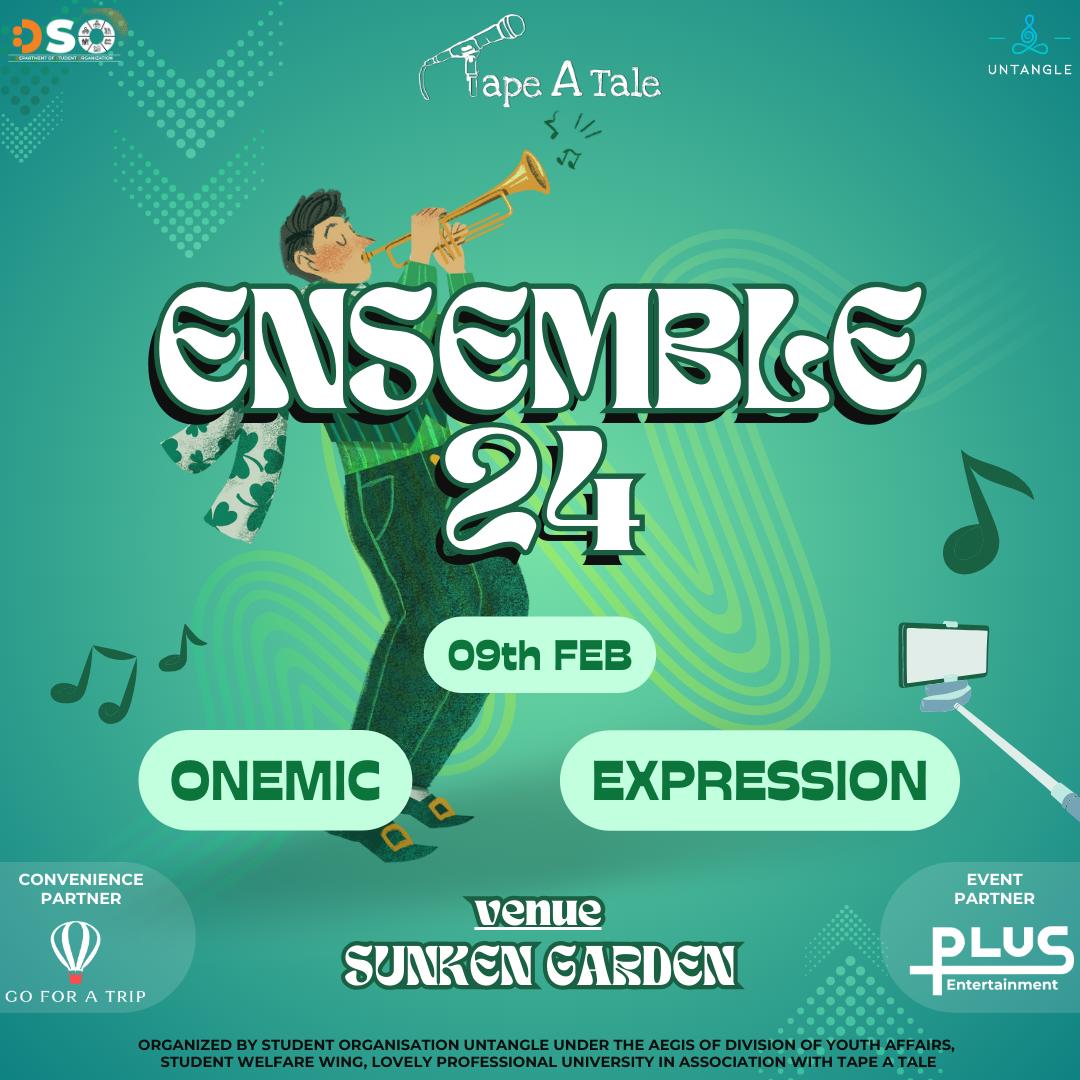 DSO
DEPARTMENT OF STUDENT ORGANIZATION
Tape A Tale
UNTANGLE
ENSEMBLE
24
09th FEB
ONEMIC
EXPRESSION
CONVENIENCE
PARTNER
GO FOR A TRIP
EVENT
PARTNER
PLUS
Entertainment
venue
SUNKEN GARDEN
ORGANIZED BY STUDENT ORGANISATION UNTANGLE UNDER THE AEGIS OF DIVISION OF YOUTH AFFAIRS,
STUDENT WELFARE WING, LOVELY PROFESSIONAL UNIVERSITY IN ASSOCIATION WITH TAPE A TALE